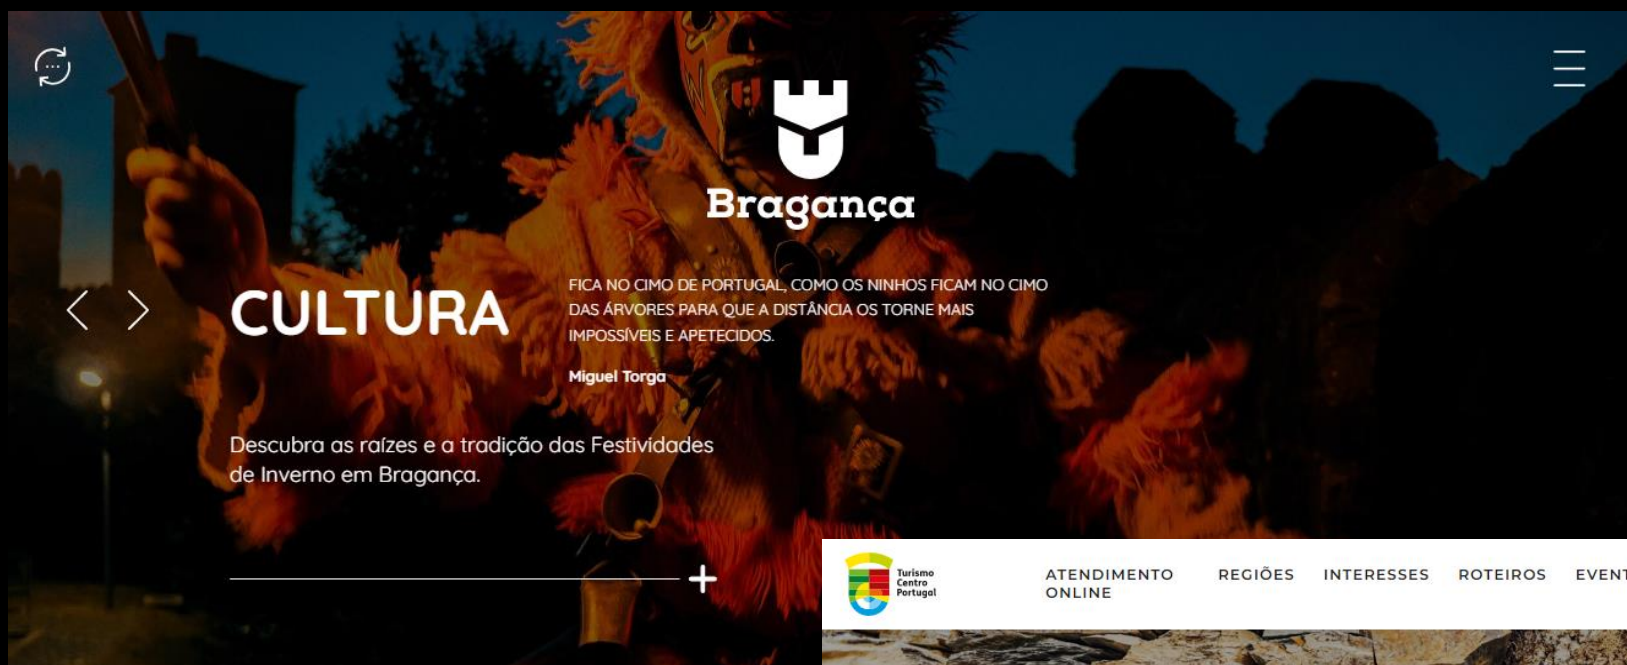 Bragança
CULTURA
FICA NO CIMO DE PORTUGAL, COMO OS NINHOS FICAM NO CIMO
DAS ÁRVORES PARA QUE A DISTÂNCIA OS TORNE MAIS
IMPOSSÍVEIS E APETECIDOS.
Miguel Torga
Descubra as raízes e a tradição das Festividades
de Inverno em Bragança.
Turismo
Centro
Portugal
ATENDIMENTO
ONLINE
REGIÕES
INTERESSES
ROTEIROS
EVENT